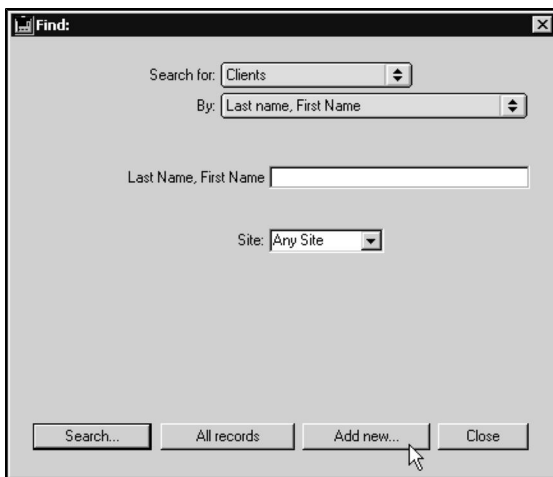 Find:
Search for: Clients
By: Last name, First Name
Last Name, First Name
Site: Any Site
Search... All records Add new... Close